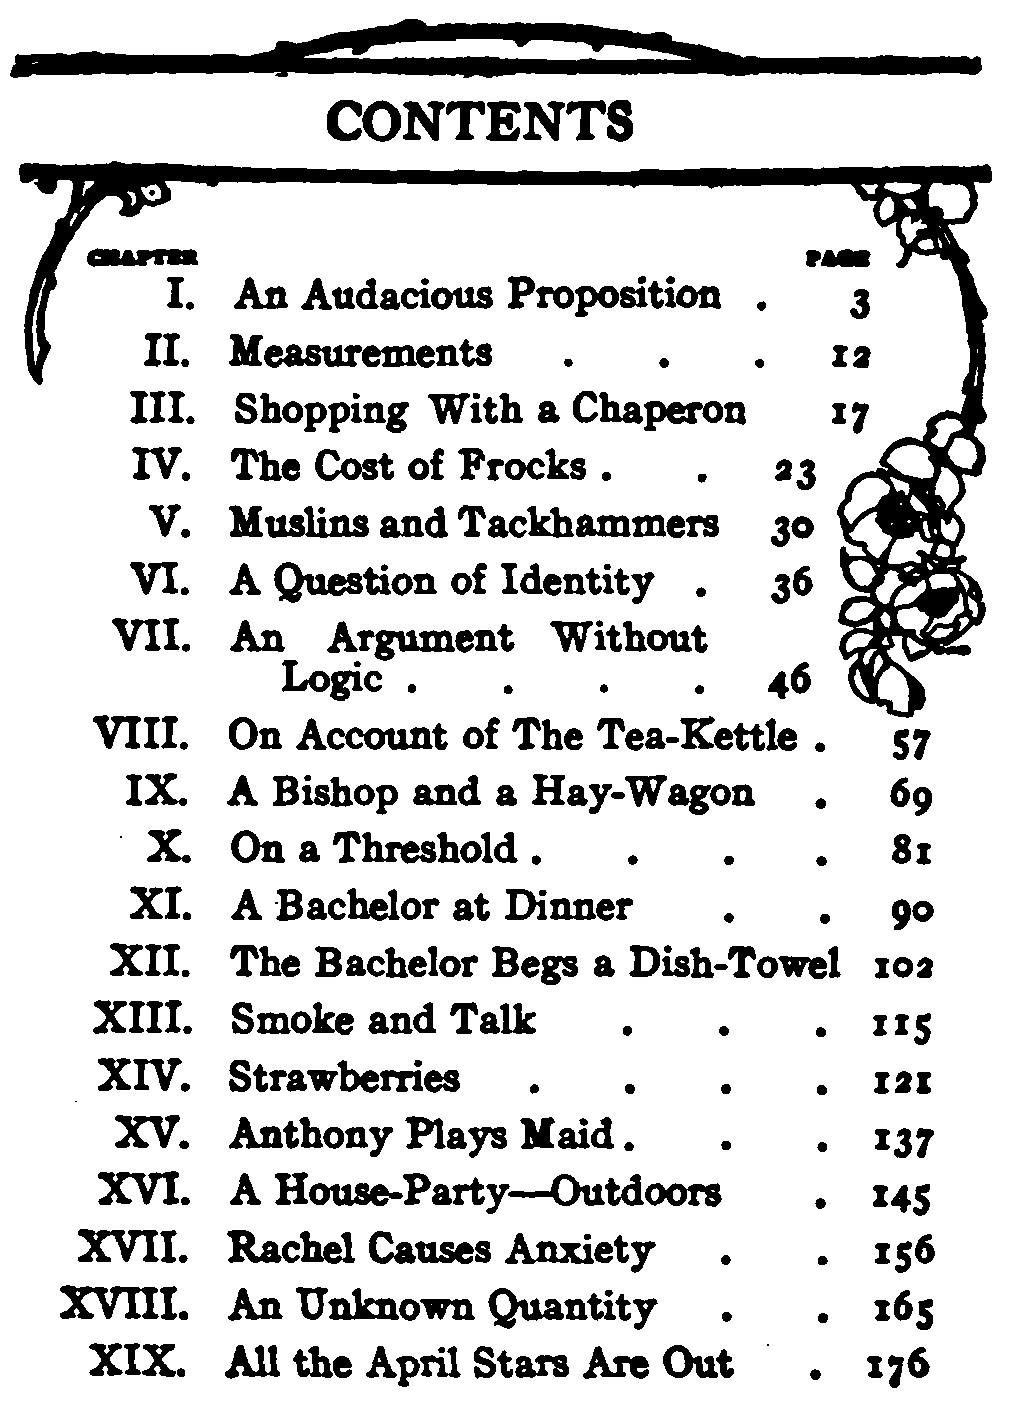 CONTENTS
CHAPTER PAGE
I. An Audacious Proposition . 3
II. Measurements . . . 12
III. Shopping With a Chaperon 17
IV. The Cost of Frocks . . 23
V. Muslins and Tackhammers 30
VI. A Question of Identity . 36
VII. An Argument Without
Logic . . . . 46
VIII. On Account of The Tea-Kettle . 57
IX. A Bishop and a Hay-Wagon . 69
X. On a Threshold . . . . 81
XI. A Bachelor at Dinner . . 90
XII. The Bachelor Begs a Dish-Towel 102
XIII. Smoke and Talk . . . 115
XIV. Strawberries . . . . 121
XV. Anthony Plays Maid . . . 137
XVI. A House-Party—Outdoors . 145
XVII. Rachel Causes Anxiety . . 156
XVIII. An Unknown Quantity . . 165
XIX. All the April Stars Are Out . 176